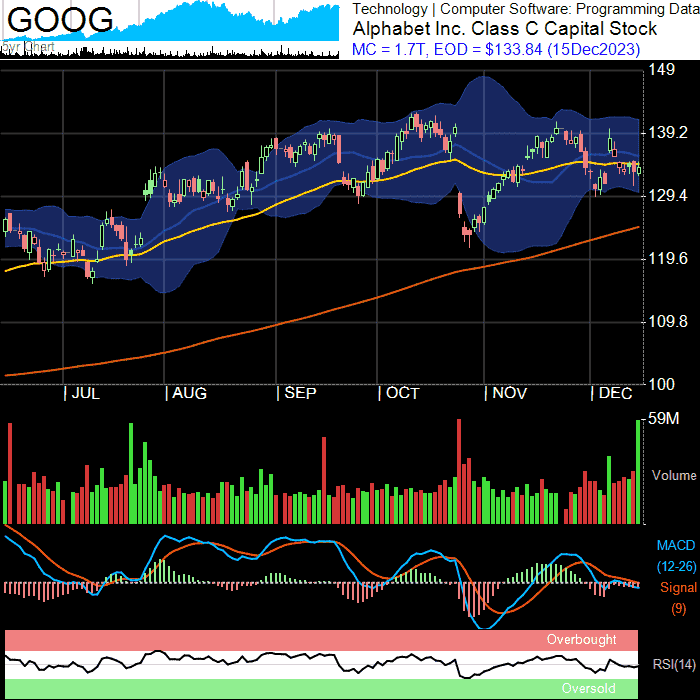 GOOG
Technology | Computer Software: Programming Data
Alphabet Inc. Class C Capital Stock
MC = 1.7T, EOD = $133.84 (15Dec2023)
Chart
149
139.2
129.4
119.6
109.8
100
| JUL | AUG | SEP | OCT | NOV | DEC
59M
Volume
MACD
(12-26)
Signal
(9)
Overbought
RSI(14)
Oversold